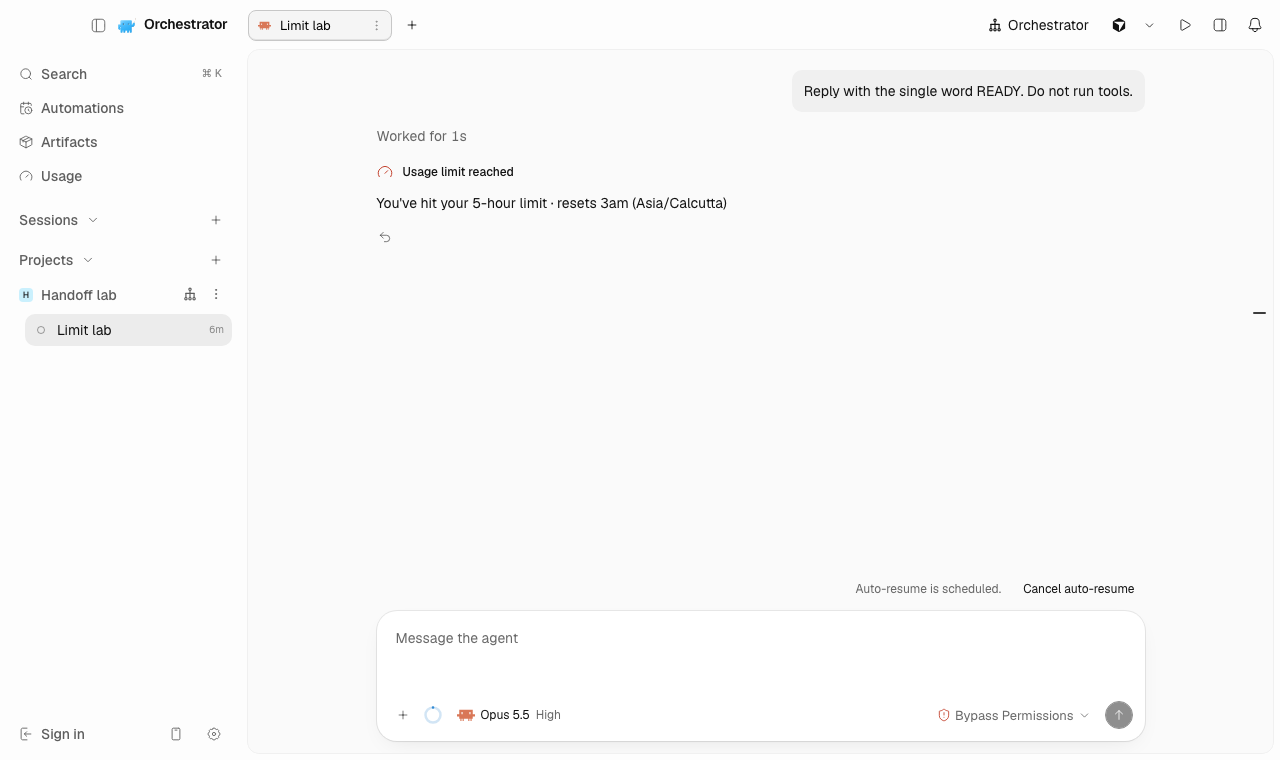 Orchestrator
Limit lab
Orchestrator
Search
⌘ K
Automations
Artifacts
Usage
Sessions
Projects
H
Handoff lab
Limit lab
6m
Sign in
Reply with the single word READY. Do not run tools.
Worked for 1s
Usage limit reached
You've hit your 5-hour limit · resets 3am (Asia/Calcutta)
Auto-resume is scheduled.
Cancel auto-resume
Message the agent
Opus 5.5 High
Bypass Permissions